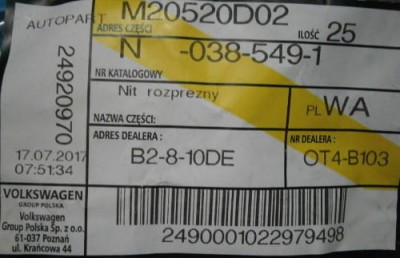 AUTOPART
M20520D02
ADRES CZĘŚCI
ILOŚĆ 25
N -038-549-1
NR KATALOGOWY
Nit rozprezny
PL WA
NAZWA CZĘŚCI:
24920970
17.07.2017
07:51:34
ADRES DEALERA :
B2-8-10DE
NR DEALERA :
OT4-B103
VOLKSWAGEN
GROUP POLSKA
Volkswagen
Group Polska Sp. z o.o.
61-037 Poznań
ul. Krańcowa 44
2490001022979498